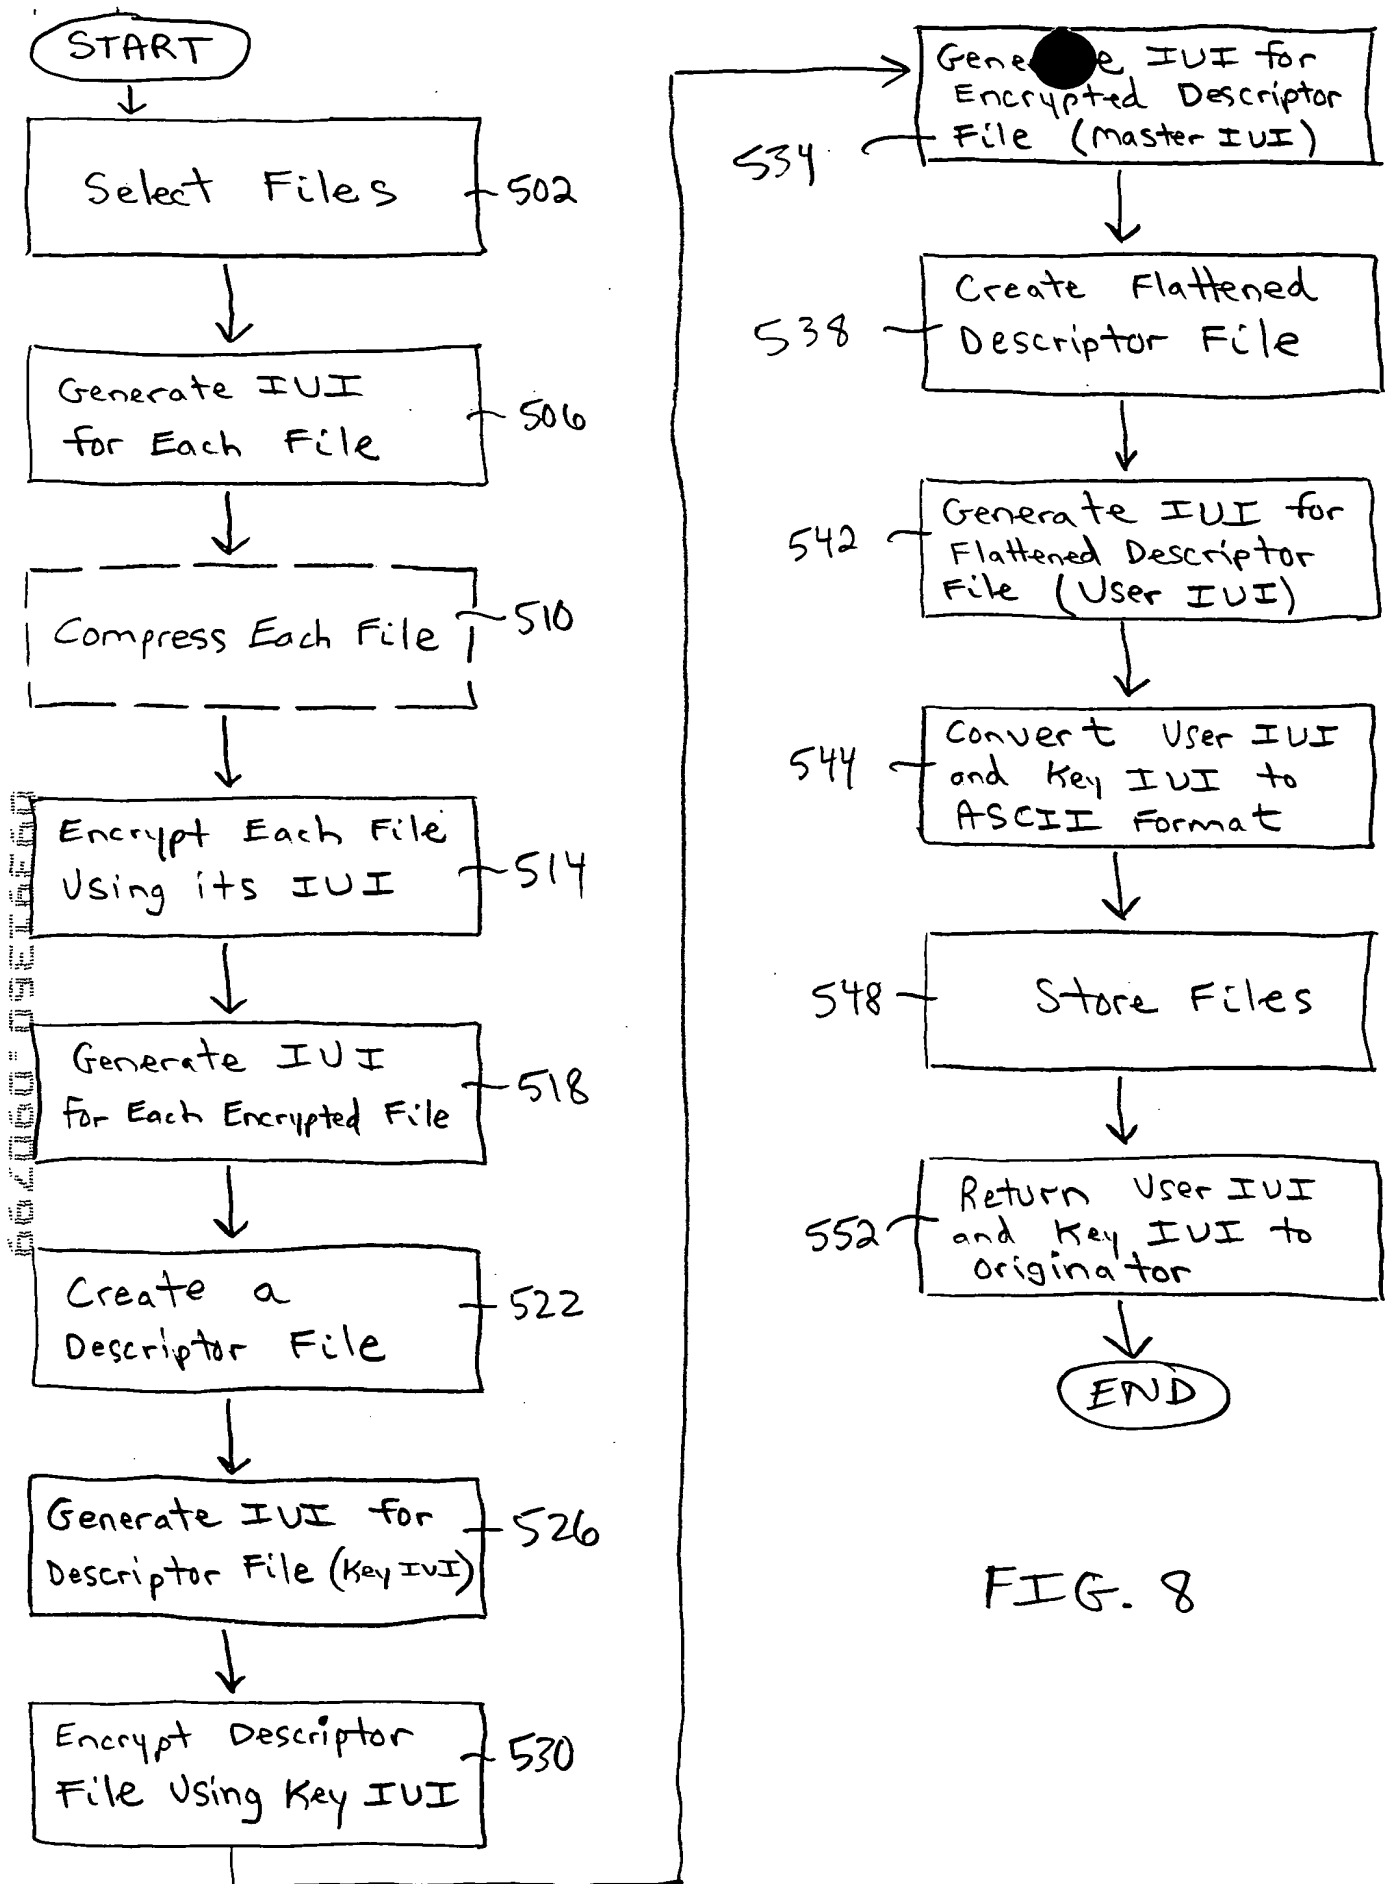 START
Select Files
502
Generate IUI
for Each File
506
Compress Each File
510
Encrypt Each File
Using its IUI
514
Generate IUI
for Each Encrypted File
518
Create a
Descriptor File
522
Generate IUI for
Descriptor File (Key IUI)
526
Encrypt Descriptor
File Using Key IUI
530
IUI for
Encrypted Descriptor
File (Master IUI)
534
Create Flattened
Descriptor File
538
Generate IUI for
Flattened Descriptor
File (User IUI)
542
Convert User IUI
and Key IUI to
ASCII Format
544
Store Files
548
Return User IUI
and Key IUI to
Originator
552
END
FIG. 8